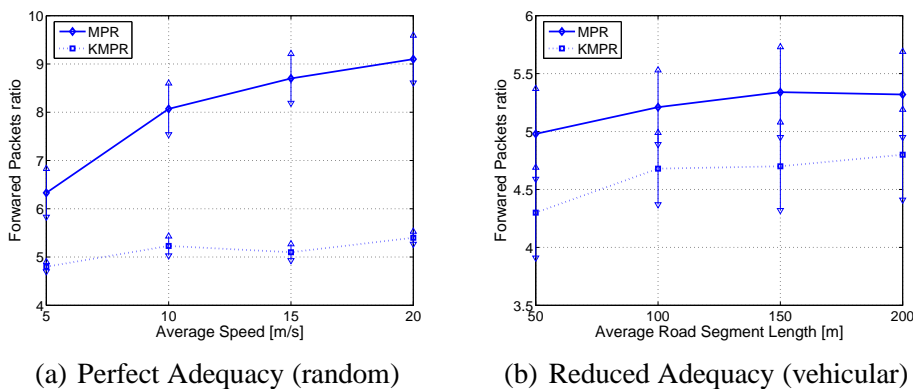 10
9
8
7
6
5
4
5
10
15
20
Forwared Packets ratio
Average Speed [m/s]
MPR
KMPR
(a) Perfect Adequacy (random)
6
5.5
5
4.5
4
3.5
50
100
150
200
Forwared Packets ratio
Average Road Segment Length [m]
MPR
KMPR
(b) Reduced Adequacy (vehicular)